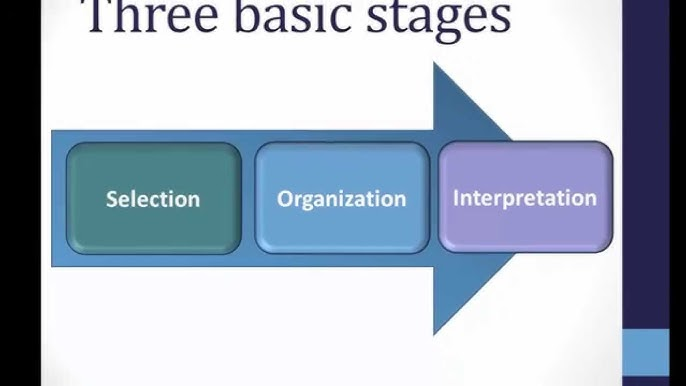 Three basic stages
Selection
Organization
Interpretation